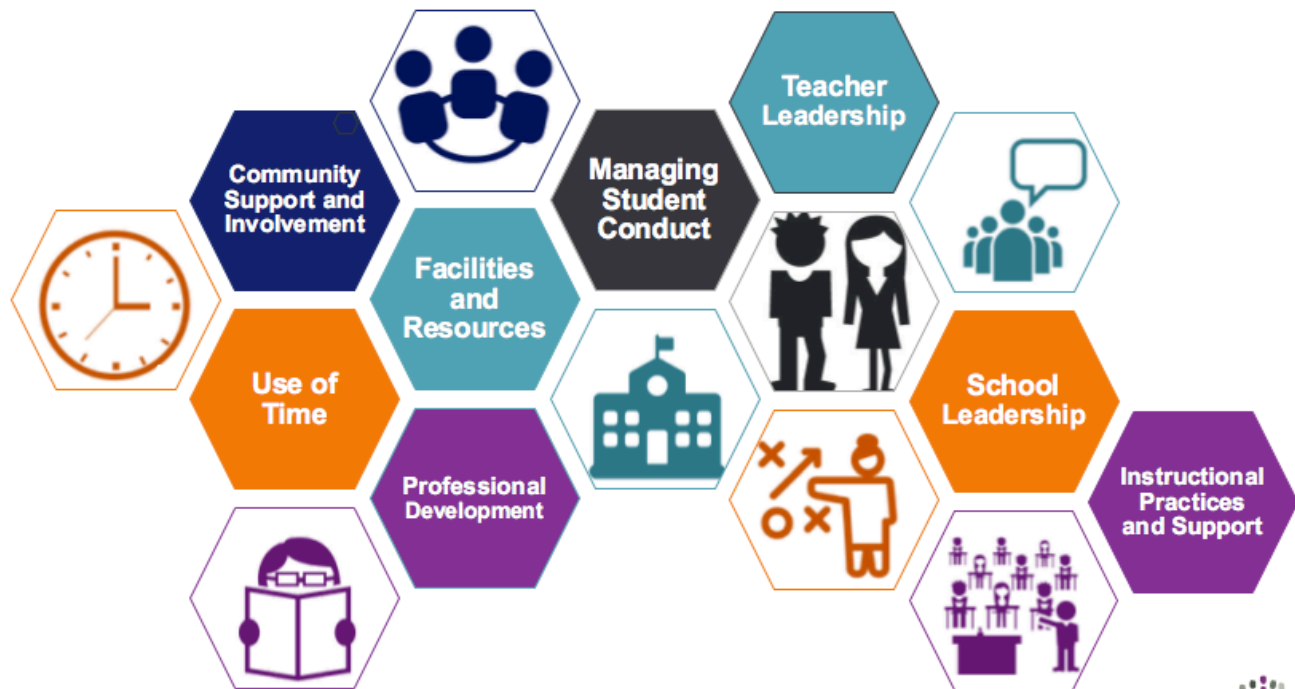 Teacher
Leadership
Community
Support and
Involvement
Managing
Student
Conduct
Facilities
and
Resources
Use of
Time
School
Leadership
Professional
Development
Instructional
Practices
and Support